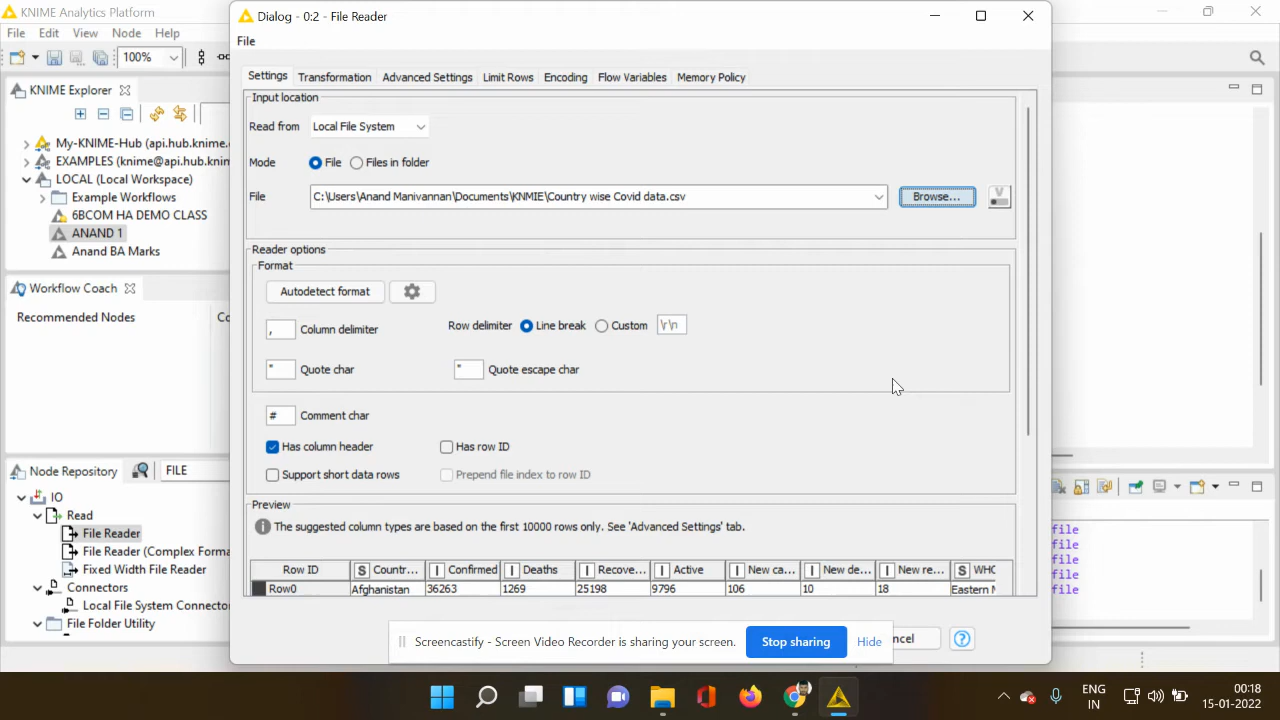 KNIME Analytics Platform
File Edit View Node Help
100%
KNIME Explorer
My-KNIME-Hub (api.hub.knime.
EXAMPLES (knime@api.hub.knim
LOCAL (Local Workspace)
Example Workflows
6BCOM HA DEMO CLASS
ANAND 1
Anand BA Marks
Workflow Coach
Recommended Nodes Co
Node Repository FILE
IO
Read
File Reader
File Reader (Complex Forma
Fixed Width File Reader
Connectors
Local File System Connecto
File Folder Utility
Dialog - 0:2 - File Reader
File
Settings Transformation Advanced Settings Limit Rows Encoding Flow Variables Memory Policy
Input location
Read from Local File System
Mode File Files in folder
File C:\Users\Anand Manivannan\Documents\KNMIE\Country wise Covid data.csv Browse... V
Reader options
Format
Autodetect format
, Column delimiter Row delimiter Line break Custom \r\n
" Quote char " Quote escape char
# Comment char
Has column header Has row ID
Support short data rows Prepend file index to row ID
Preview
The suggested column types are based on the first 10000 rows only. See 'Advanced Settings' tab.
Row ID S Countr... I Confirmed I Deaths I Recove... I Active I New ca... I New de... I New re... S WHO
Row0 Afghanistan 36263 1269 25198 9796 106 10 18 Eastern M
ncel ?
file
file
file
file
file
Screencastify - Screen Video Recorder is sharing your screen. Stop sharing Hide
ENG
IN
00:18
15-01-2022